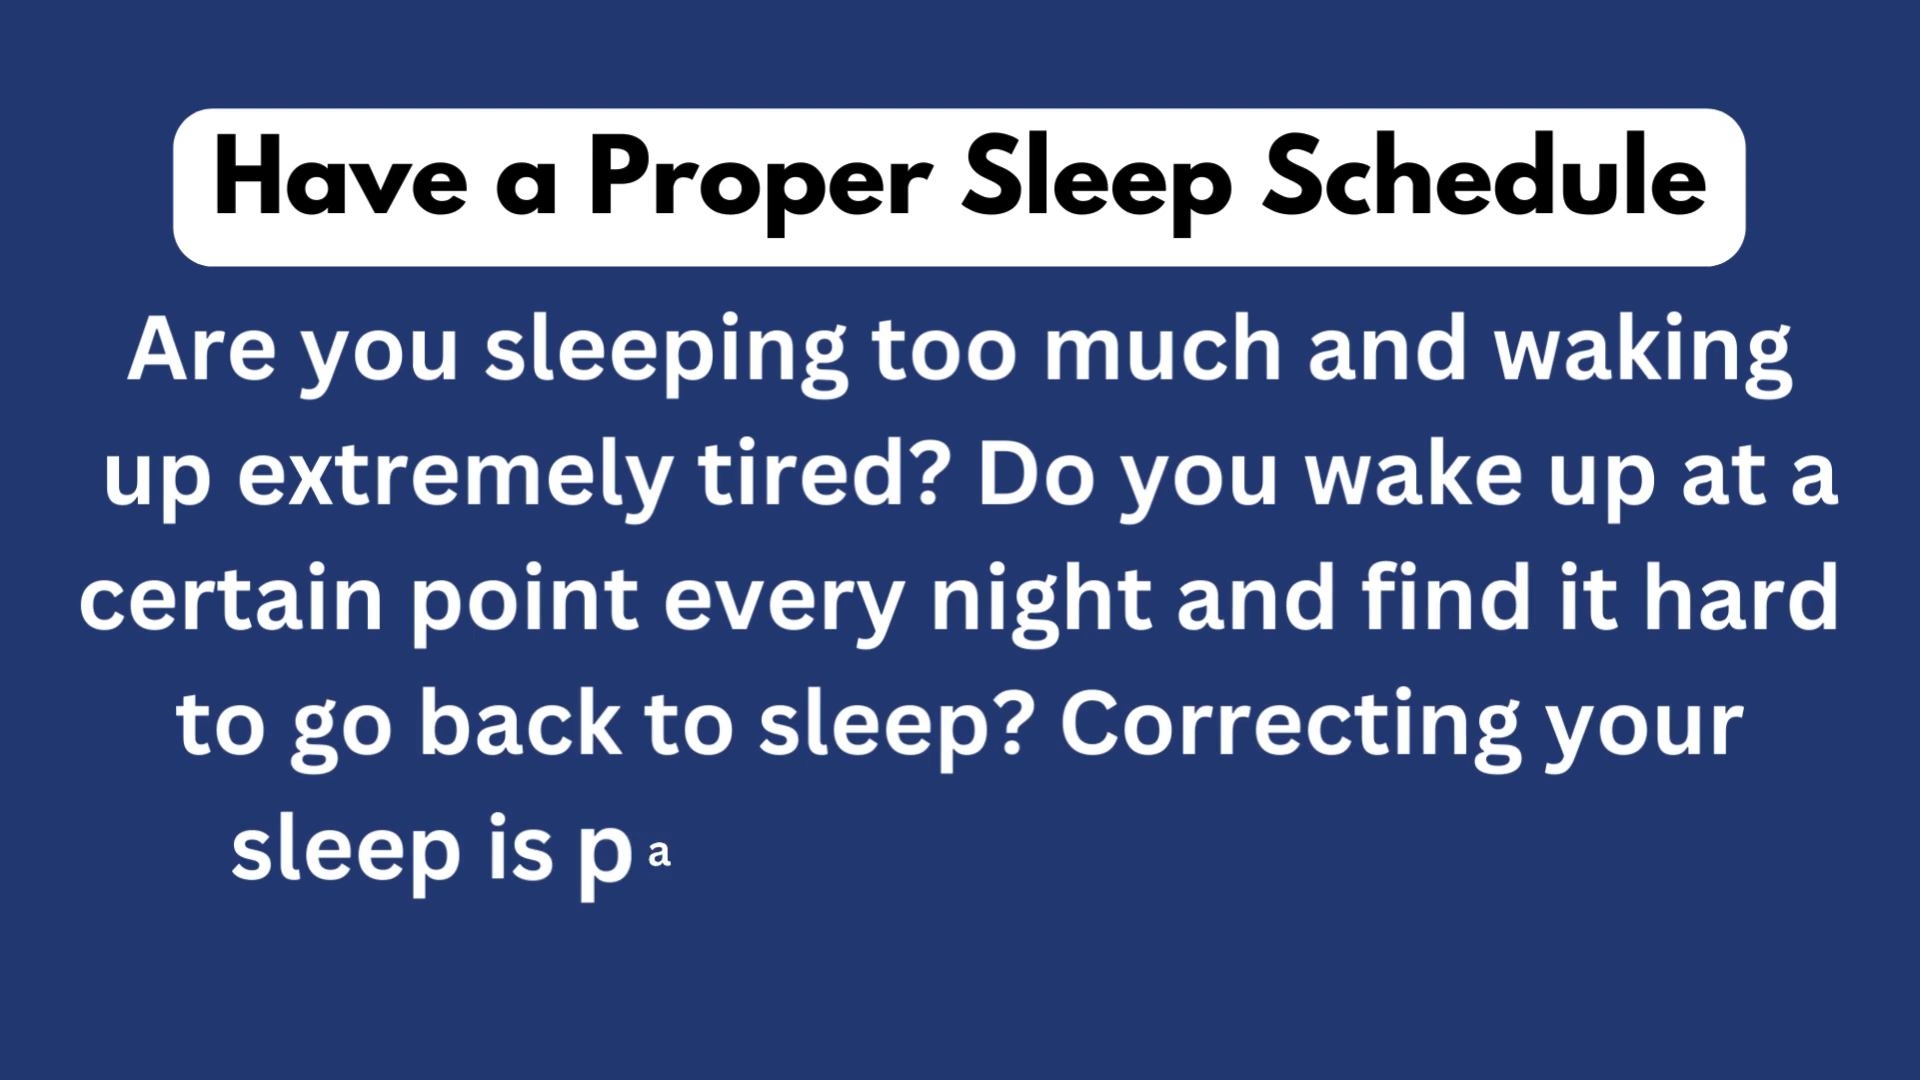 Have a Proper Sleep Schedule
Are you sleeping too much and waking
up extremely tired? Do you wake up at a
certain point every night and find it hard
to go back to sleep? Correcting your
sleep is pa